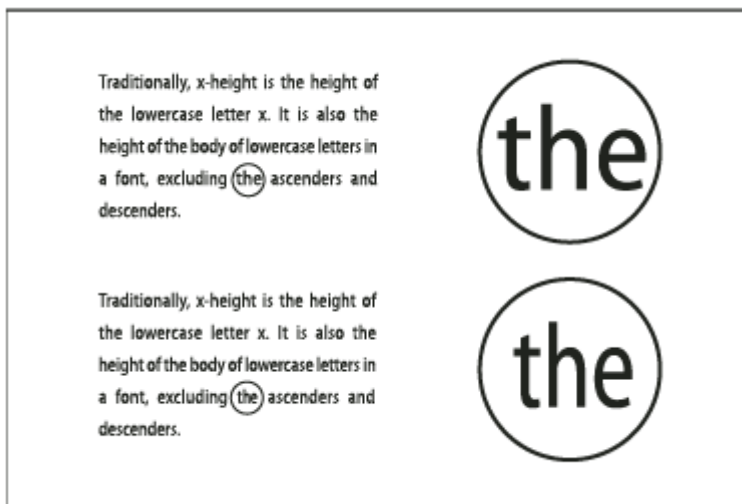 Traditionally, x-height is the height of
the lowercase letter x. It is also the
height of the body of lowercase letters in
a font, excluding the ascenders and
descenders.
the
Traditionally, x-height is the height of
the lowercase letter x. It is also the
height of the body of lowercase letters in
a font, excluding the ascenders and
descenders.
the